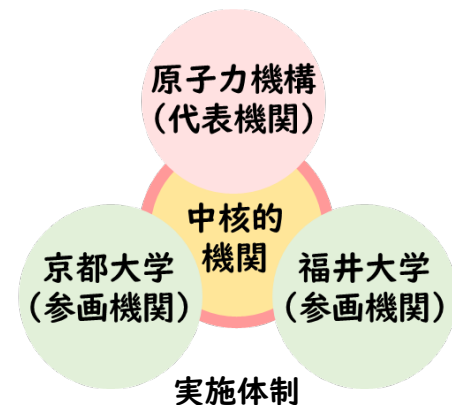 原子力機構
（代表機関）
中核的
機関
京都大学
（参画機関）
福井大学
（参画機関）
実施体制